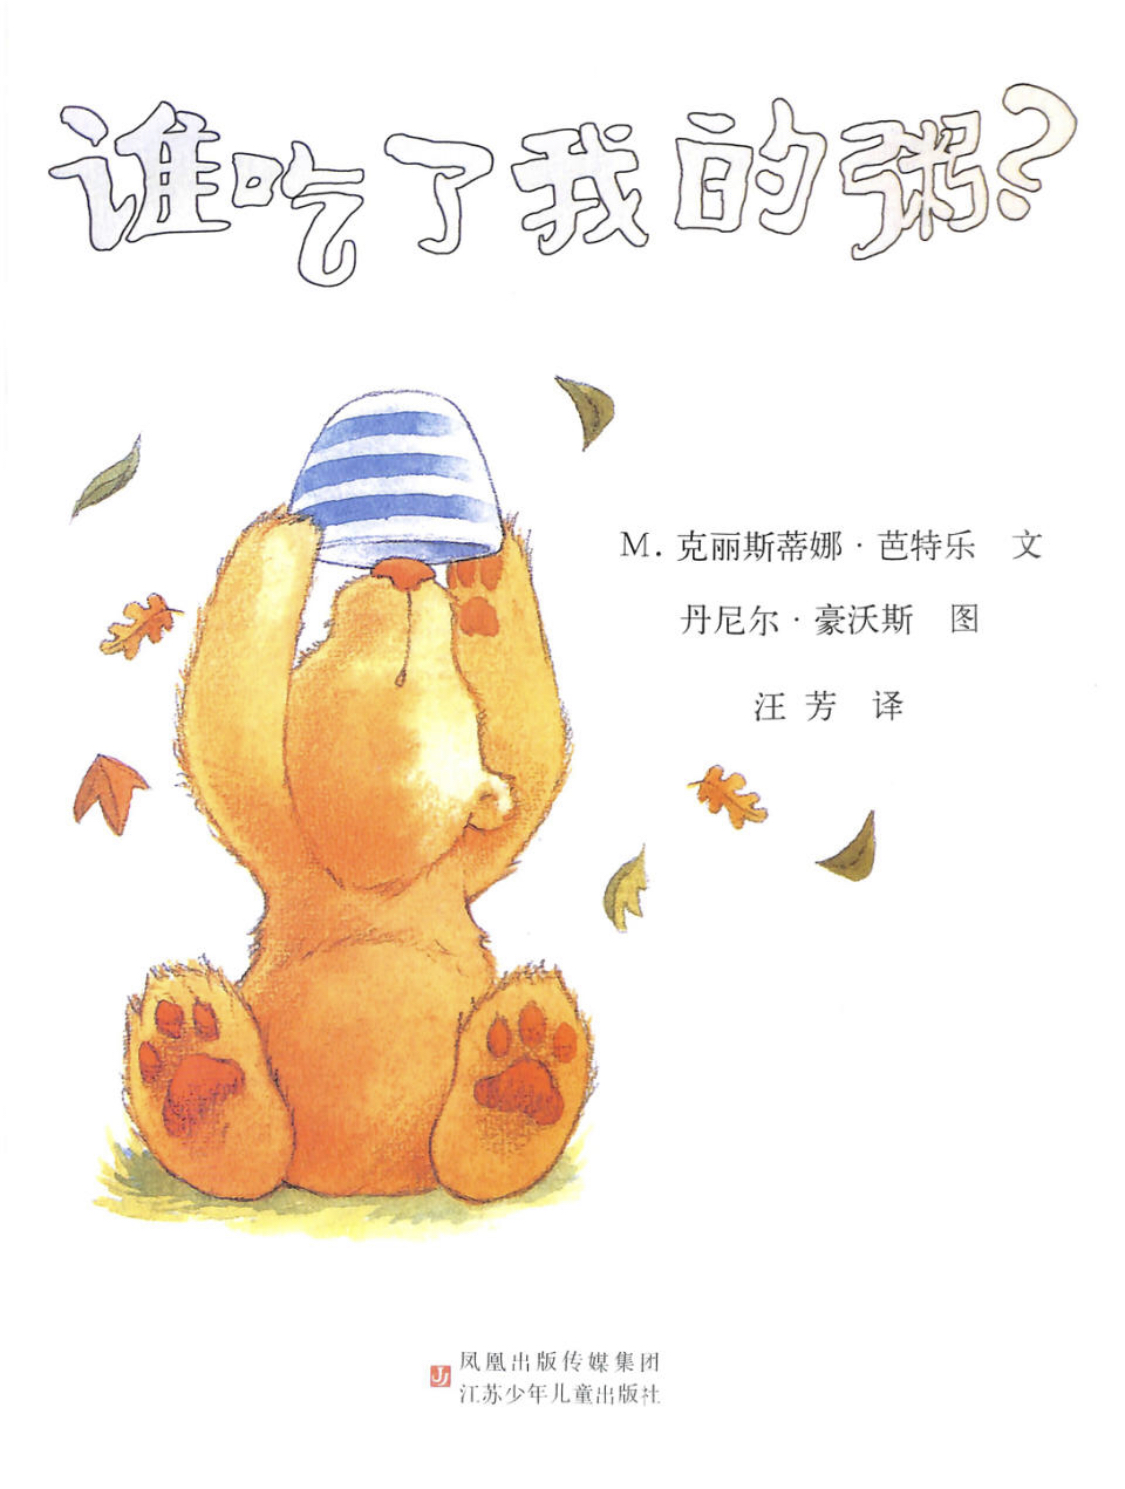 谁吃了我的粥?
M. 克丽斯蒂娜·芭特乐 文
丹尼尔·豪沃斯 图
汪芳 译
凤凰出版传媒集团
江苏少年儿童出版社